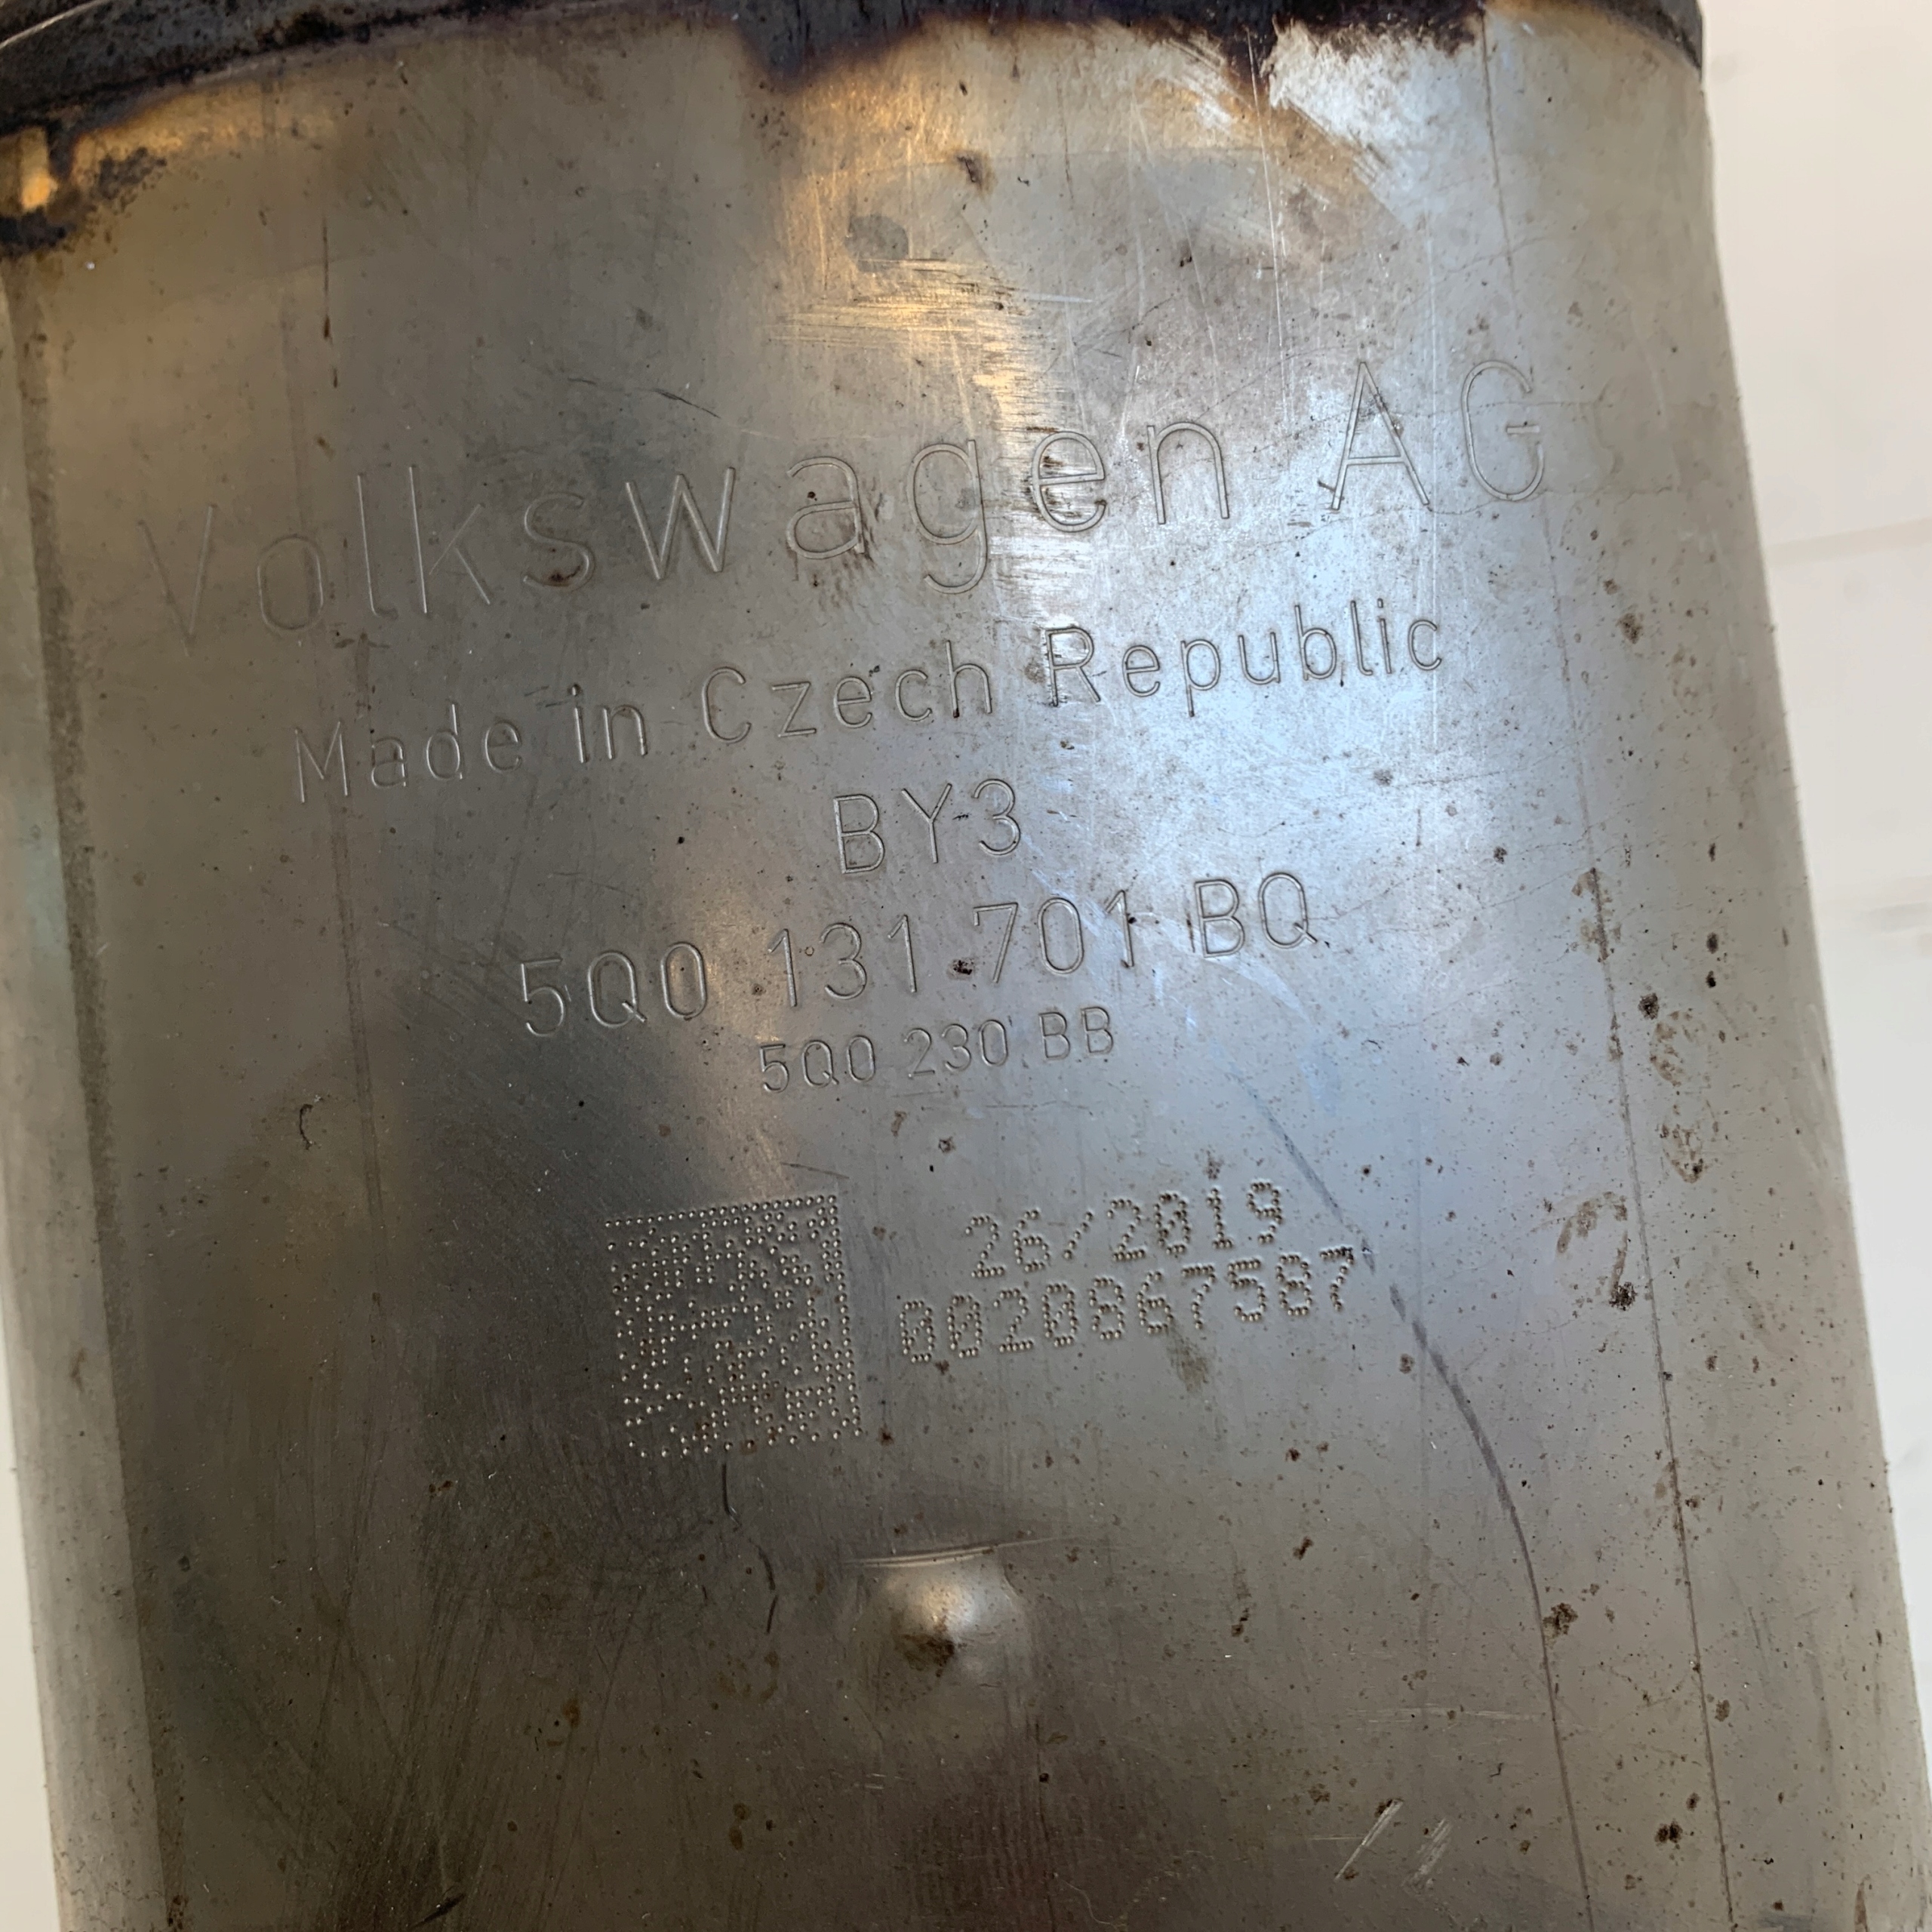 Volkswagen AG
Made in Czech Republic
BY3
5Q0 131 701 BQ
5Q0 230 BB
26/2019
0020867587